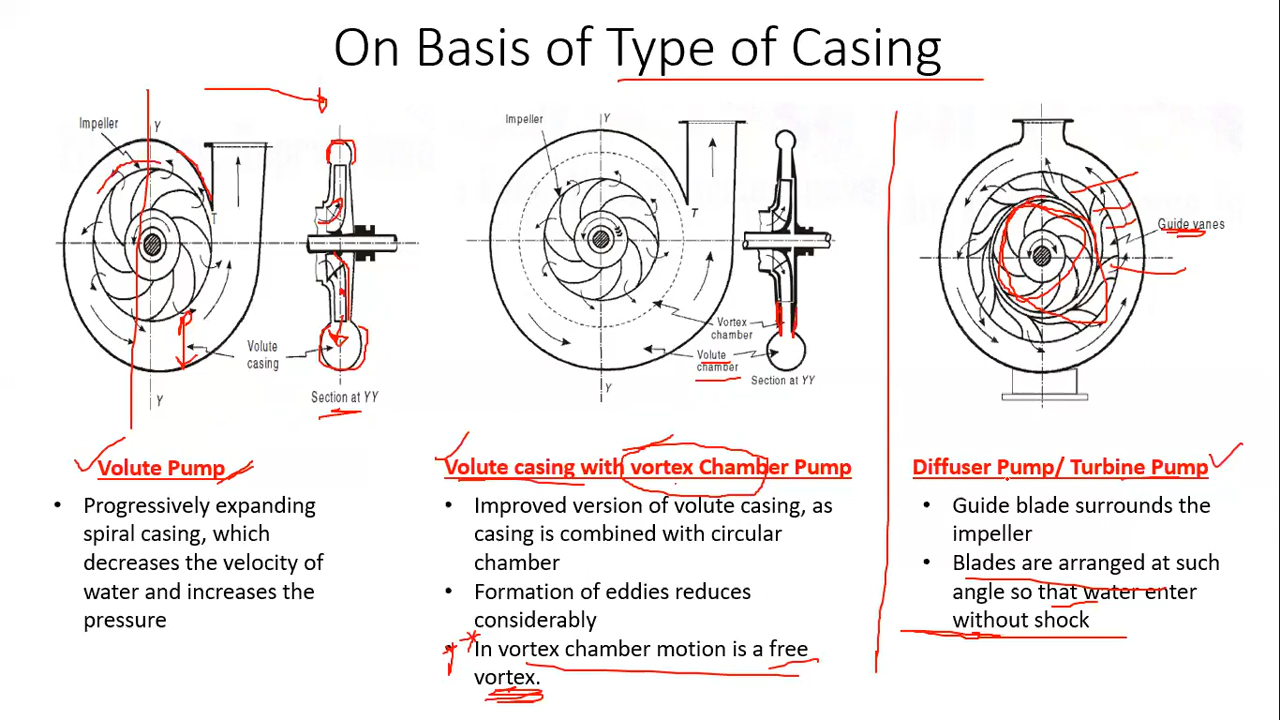 On Basis of Type of Casing
Impeller
Y
T
Volute
casing
Y
Section at YY
Impeller
Y
T
Vortex
chamber
Volute
chamber
Y
Section at YY
Guide vanes
Volute Pump
• Progressively expanding
spiral casing, which
decreases the velocity of
water and increases the
pressure
Volute casing with vortex Chamber Pump
• Improved version of volute casing, as
casing is combined with circular
chamber
• Formation of eddies reduces
considerably
• In vortex chamber motion is a free
vortex.
Diffuser Pump/ Turbine Pump
• Guide blade surrounds the
impeller
• Blades are arranged at such
angle so that water enter
without shock